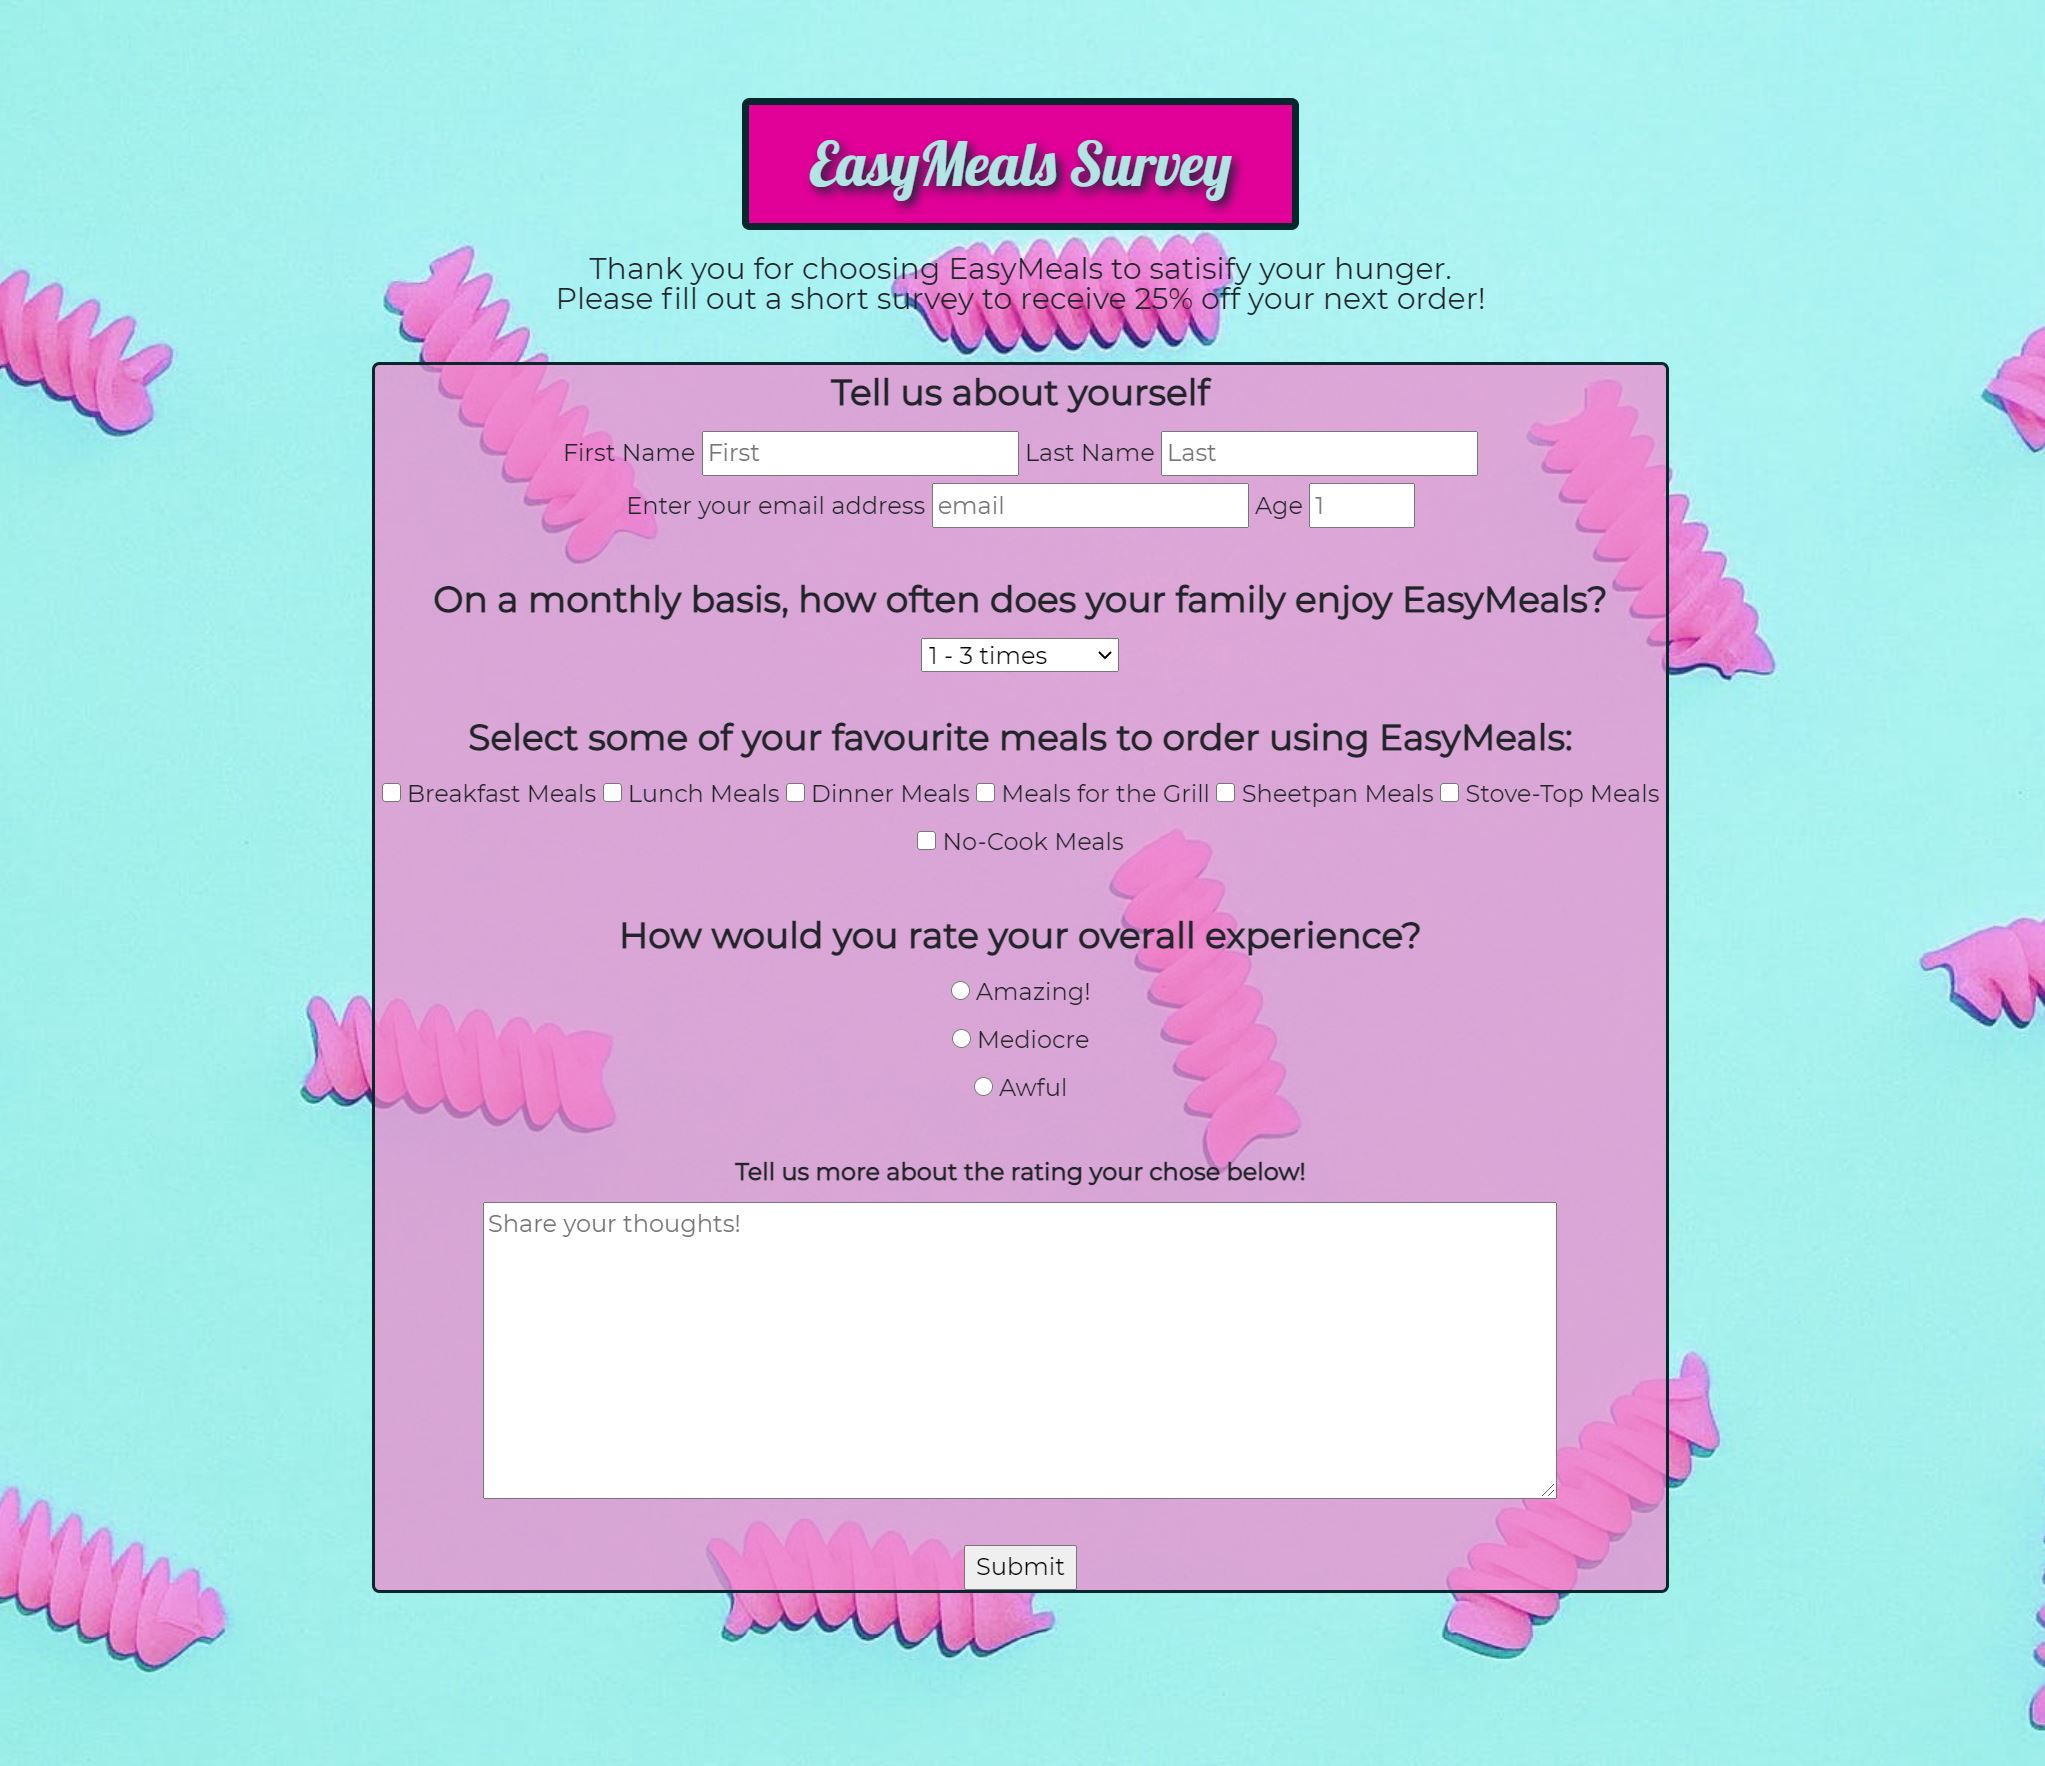 EasyMeals Survey
Thank you for choosing EasyMeals to satisify your hunger.
Please fill out a short survey to receive 25% off your next order!
Tell us about yourself
First Name First Last Name Last
Enter your email address email Age 1
On a monthly basis, how often does your family enjoy EasyMeals?
1 - 3 times
Select some of your favourite meals to order using EasyMeals:
Breakfast Meals Lunch Meals Dinner Meals Meals for the Grill Sheetpan Meals Stove-Top Meals
No-Cook Meals
How would you rate your overall experience?
Amazing!
Mediocre
Awful
Tell us more about the rating your chose below!
Share your thoughts!
Submit